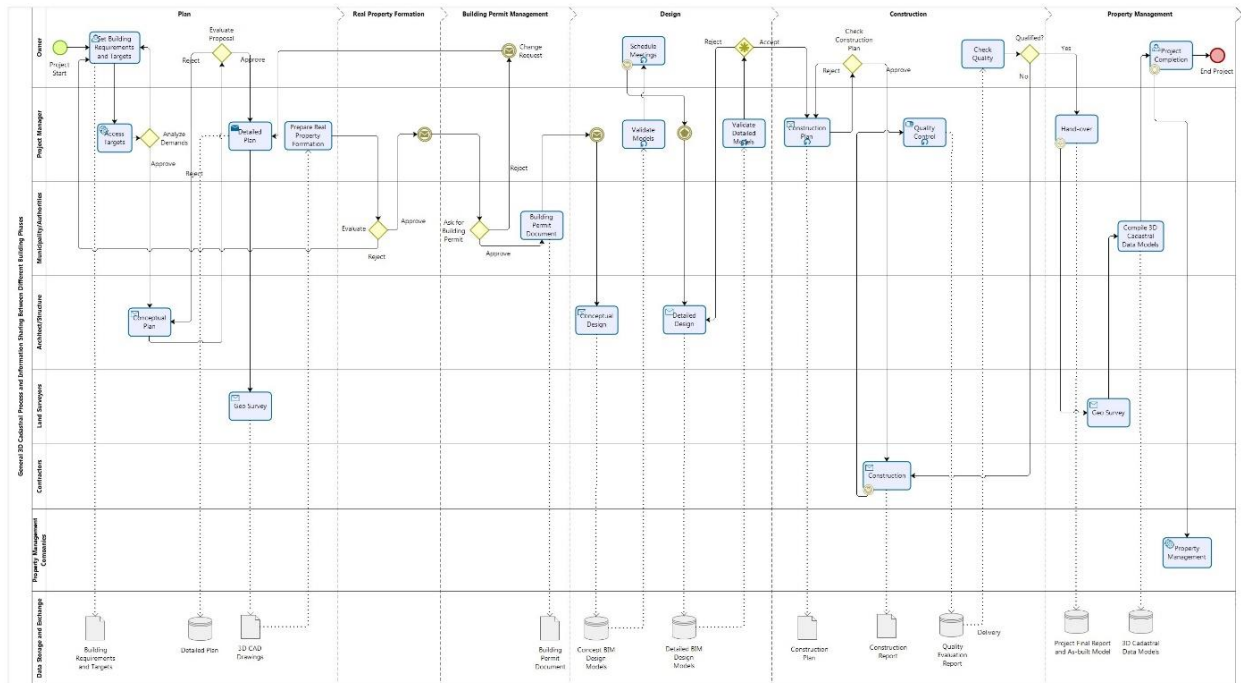 Plan
Real Property Formation
Building Permit Management
Design
Construction
Property Management
General 3D Cadastral Process and Information Sharing Between Different Building Phases
Owner
Project
Start
Set Building
Requirements
and Targets
Evaluate
Proposal
Reject
Approve
Change
Request
Schedule
Meetings
Reject
Accept
Check
Construction
Plan
Reject
Approve
Check
Quality
Qualified?
Yes
No
Project
Completion
End Project
Project Manager
Access
Targets
Analyze
Demands
Approve
Detailed
Plan
Reject
Prepare Real
Property
Formation
Reject
Validate
Models
Validate
Detailed
Models
Construction
Plan
Quality
Control
Hand-over
Municipality/Authorities
Evaluate
Approve
Reject
Ask for
Building
Permit
Approve
Building
Permit
Document
Compile 3D
Cadastral
Data Models
Architect/Structure
Conceptual
Plan
Conceptual
Design
Detailed
Design
Land Surveyors
Geo Survey
Geo Survey
Contractors
Construction
Property Management
Companies
Property
Management
Data Storage and Exchange
Building
Requirements
and Targets
Detailed Plan
3D CAD
Drawings
Building
Permit
Document
Concept BIM
Design
Models
Detailed BIM
Design
Models
Construction
Plan
Construction
Report
Quality
Evaluation
Report
Delivery
Project Final Report
and As-built Model
3D Cadastral
Data Models